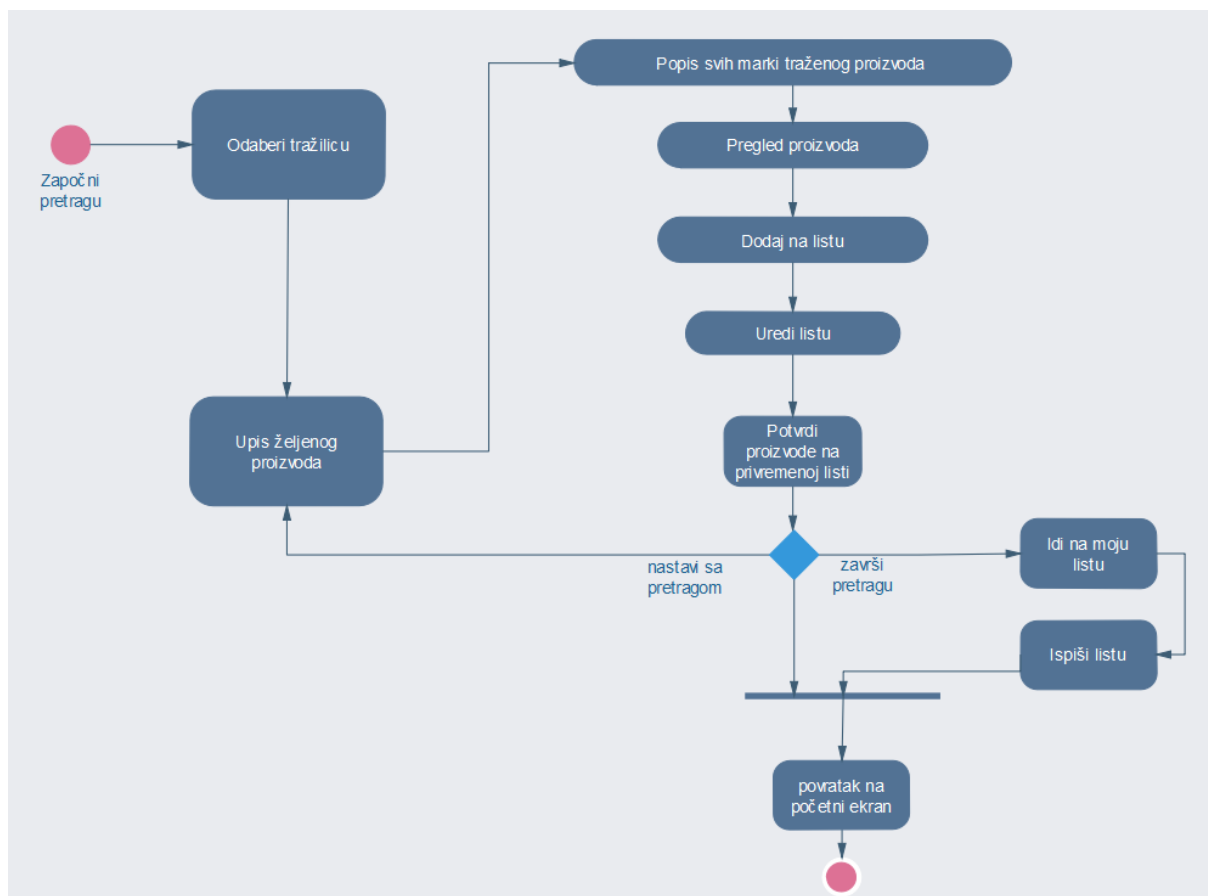 Započni
pretragu
Odaberi tražilicu
Upis željenog
proizvoda
Popis svih marki traženog proizvoda
Pregled proizvoda
Dodaj na listu
Uredi listu
Potvrdi
proizvode na
privremenoj listi
nastavi sa
pretragom
završi
pretragu
Idi na moju
listu
Ispiši listu
povratak na
početni ekran